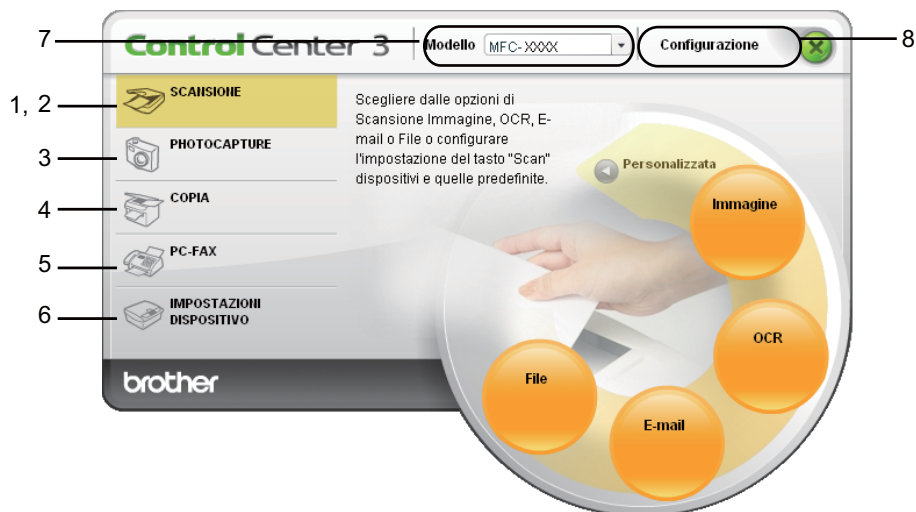 7
Control Center 3
Modello
MFC-XXXX
Configurazione
8
1, 2
SCANSIONE
3
PHOTOCAPTURE
4
COPIA
5
PC-FAX
6
IMPOSTAZIONI
DISPOSITIVO
Scegliere dalle opzioni di
Scansione Immagine, OCR, E-
mail o File o configurare
l'impostazione del tasto "Scan"
dispositivi e quelle predefinite.
Personalizzata
Immagine
OCR
E-mail
File
brother